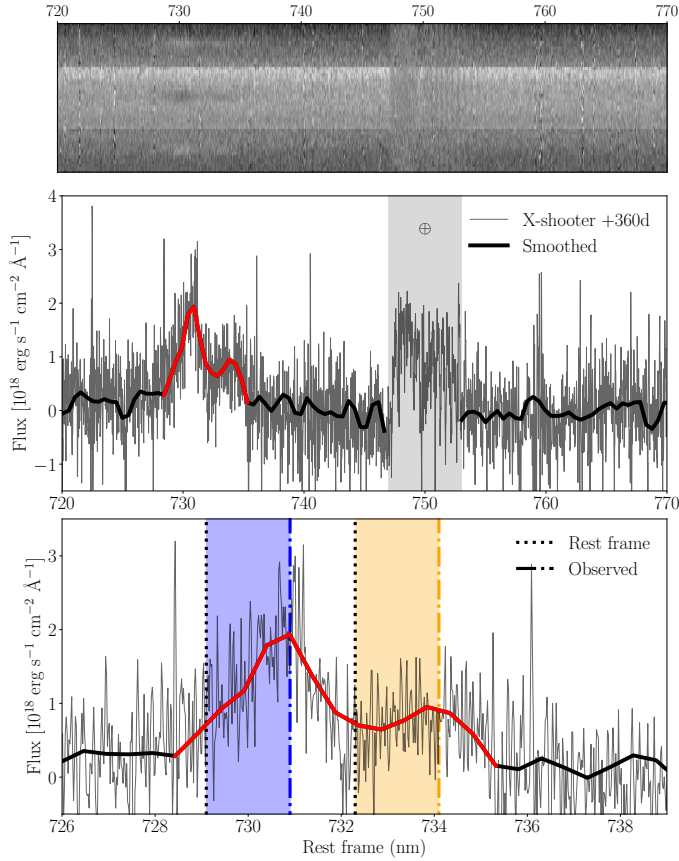 720 730 740 750 760 770
4
3
2
1
0
−1
Flux [10¹⁸ erg s⁻¹ cm⁻² Å⁻¹]
⊕
X-shooter +360d
Smoothed
720 730 740 750 760 770
3
2
1
0
Flux [10¹⁸ erg s⁻¹ cm⁻² Å⁻¹]
Rest frame
Observed
726 728 730 732 734 736 738
Rest frame (nm)